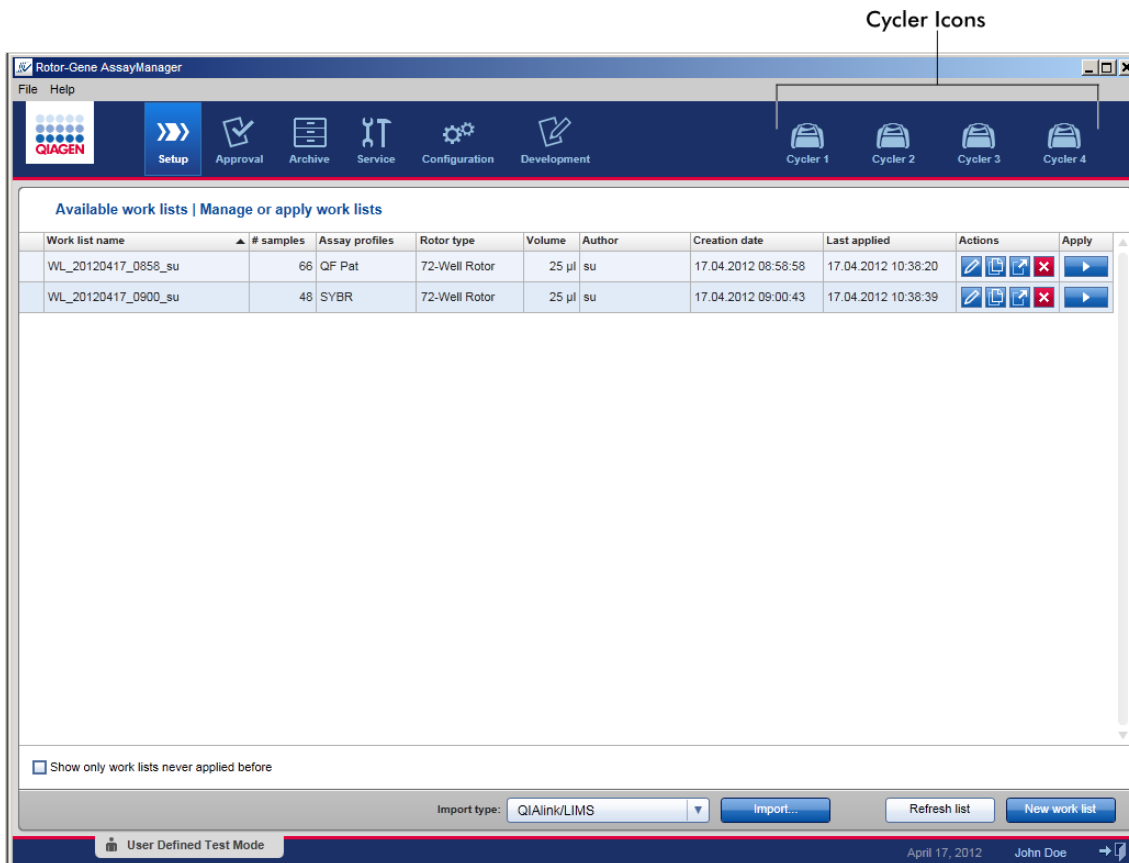 Cycler Icons
Rotor-Gene AssayManager
File Help
QIAGEN
Setup Approval Archive Service Configuration Development Cycler 1 Cycler 2 Cycler 3 Cycler 4
Available work lists | Manage or apply work lists
Work list name # samples Assay profiles Rotor type Volume Author Creation date Last applied Actions Apply
WL_20120417_0858_su 66 QF Pat 72-Well Rotor 25 µl su 17.04.2012 08:58:58 17.04.2012 10:38:20
WL_20120417_0900_su 48 SYBR 72-Well Rotor 25 µl su 17.04.2012 09:00:43 17.04.2012 10:38:39
Show only work lists never applied before
Import type: QIAlink/LIMS Import... Refresh list New work list
User Defined Test Mode April 17, 2012 John Doe